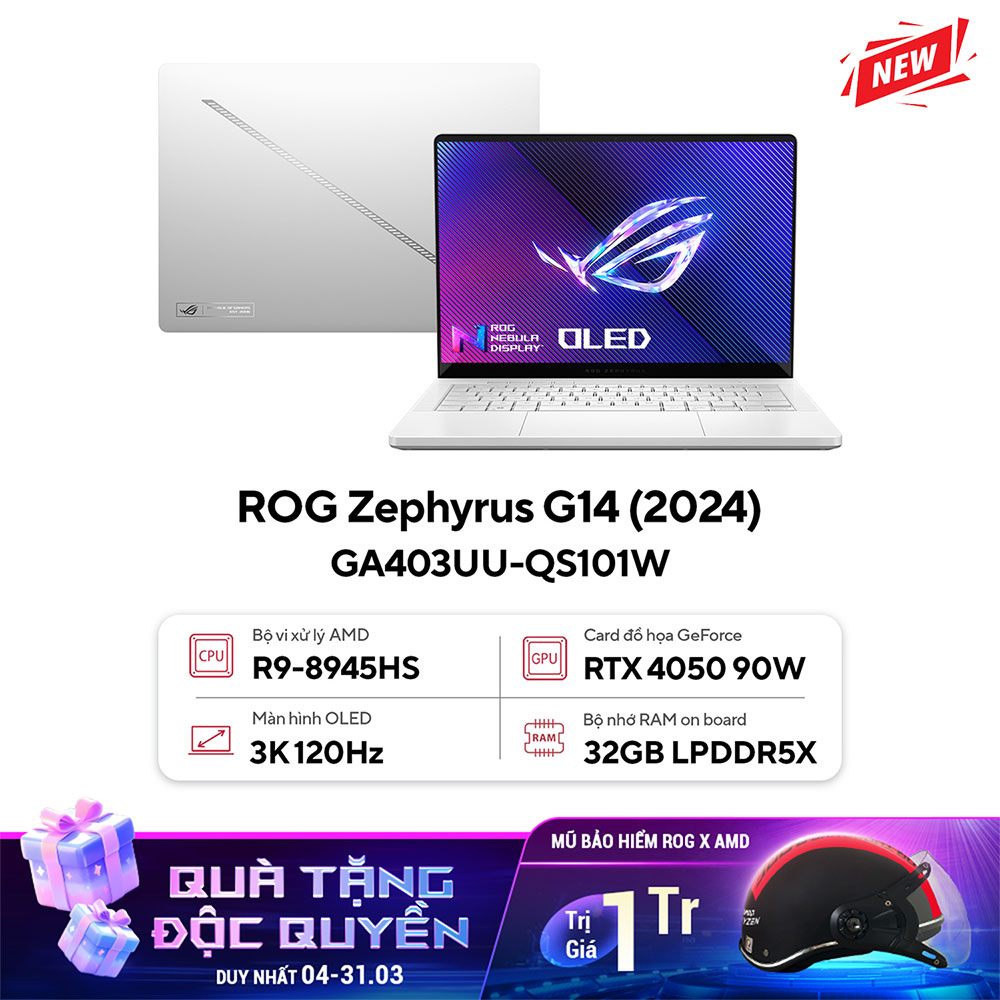 NEW
ROG
NEBULA
DISPLAY
OLED
ROG ZEPHYRUS
ROG Zephyrus G14 (2024)
GA403UU-QS101W
CPU
Bộ vi xử lý AMD
R9-8945HS
GPU
Card đồ họa GeForce
RTX 4050 90W
Màn hình OLED
3K 120Hz
RAM
Bộ nhớ RAM on board
32GB LPDDR5X
QUÀ TẶNG
ĐỘC QUYỀN
DUY NHẤT 04-31.03
MŨ BẢO HIỂM ROG X AMD
Trị
Giá
1 Tr